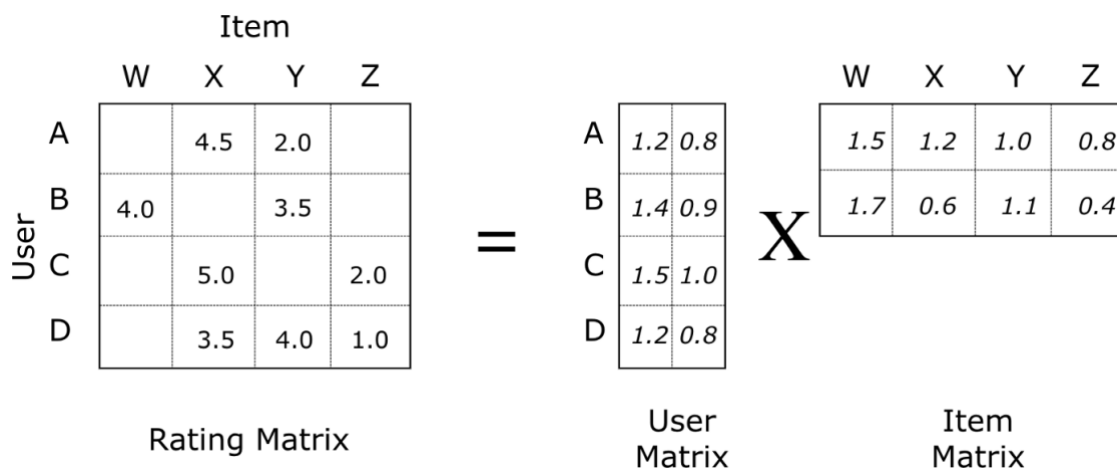 Item
W X Y Z
User
A 4.5 2.0
B 4.0 3.5
C 5.0 2.0
D 3.5 4.0 1.0
Rating Matrix
=
A 1.2 0.8
B 1.4 0.9
C 1.5 1.0
D 1.2 0.8
User
Matrix
X
W X Y Z
1.5 1.2 1.0 0.8
1.7 0.6 1.1 0.4
Item
Matrix